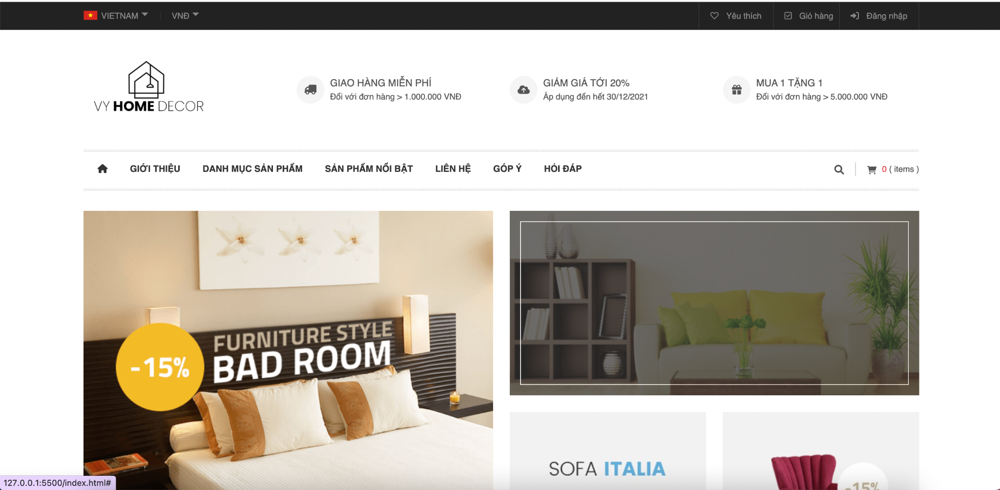 VIETNAM
VNĐ
Yêu thích
Giỏ hàng
Đăng nhập
VY HOME DECOR
GIAO HÀNG MIỄN PHÍ
Đối với đơn hàng > 1.000.000 VNĐ
GIẢM GIÁ TỚI 20%
Áp dụng đến hết 30/12/2021
MUA 1 TẶNG 1
Đối với đơn hàng > 5.000.000 VNĐ
GIỚI THIỆU
DANH MỤC SẢN PHẨM
SẢN PHẨM NỔI BẬT
LIÊN HỆ
GÓP Ý
HỎI ĐÁP
0 ( items )
FURNITURE STYLE
BAD ROOM
-15%
SOFA ITALIA
-15%
127.0.0.1:5500/index.html#